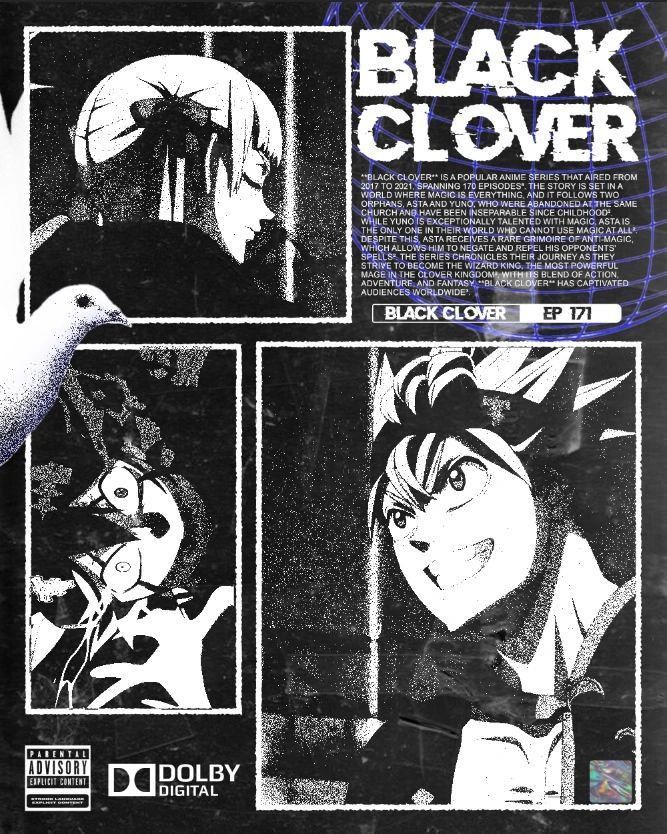 BLACK
CLOVER
**BLACK CLOVER** IS A POPULAR ANIME SERIES THAT AIRED FROM
2017 TO 2021, SPANNING 170 EPISODES¹. THE STORY IS SET IN A
WORLD WHERE MAGIC IS EVERYTHING, AND IT FOLLOWS TWO
ORPHANS, ASTA AND YUNO, WHO WERE ABANDONED AT THE SAME
CHURCH AND HAVE BEEN INSEPARABLE SINCE CHILDHOOD².
WHILE YUNO IS EXCEPTIONALLY TALENTED WITH MAGIC, ASTA IS
THE ONLY ONE IN THEIR WORLD WHO CANNOT USE MAGIC AT ALL².
DESPITE THIS, ASTA RECEIVES A RARE GRIMOIRE OF ANTI-MAGIC,
WHICH ALLOWS HIM TO NEGATE AND REPEL HIS OPPONENTS'
SPELLS². THE SERIES CHRONICLES THEIR JOURNEY AS THEY
STRIVE TO BECOME THE WIZARD KING, THE MOST POWERFUL
MAGE IN THE CLOVER KINGDOM². WITH ITS BLEND OF ACTION,
ADVENTURE, AND FANTASY, **BLACK CLOVER** HAS CAPTIVATED
AUDIENCES WORLDWIDE¹.
BLACK CLOVER EP 171
PARENTAL
ADVISORY
EXPLICIT CONTENT
STRONG LANGUAGE
EXPLICIT CONTENT
DOLBY
DIGITAL